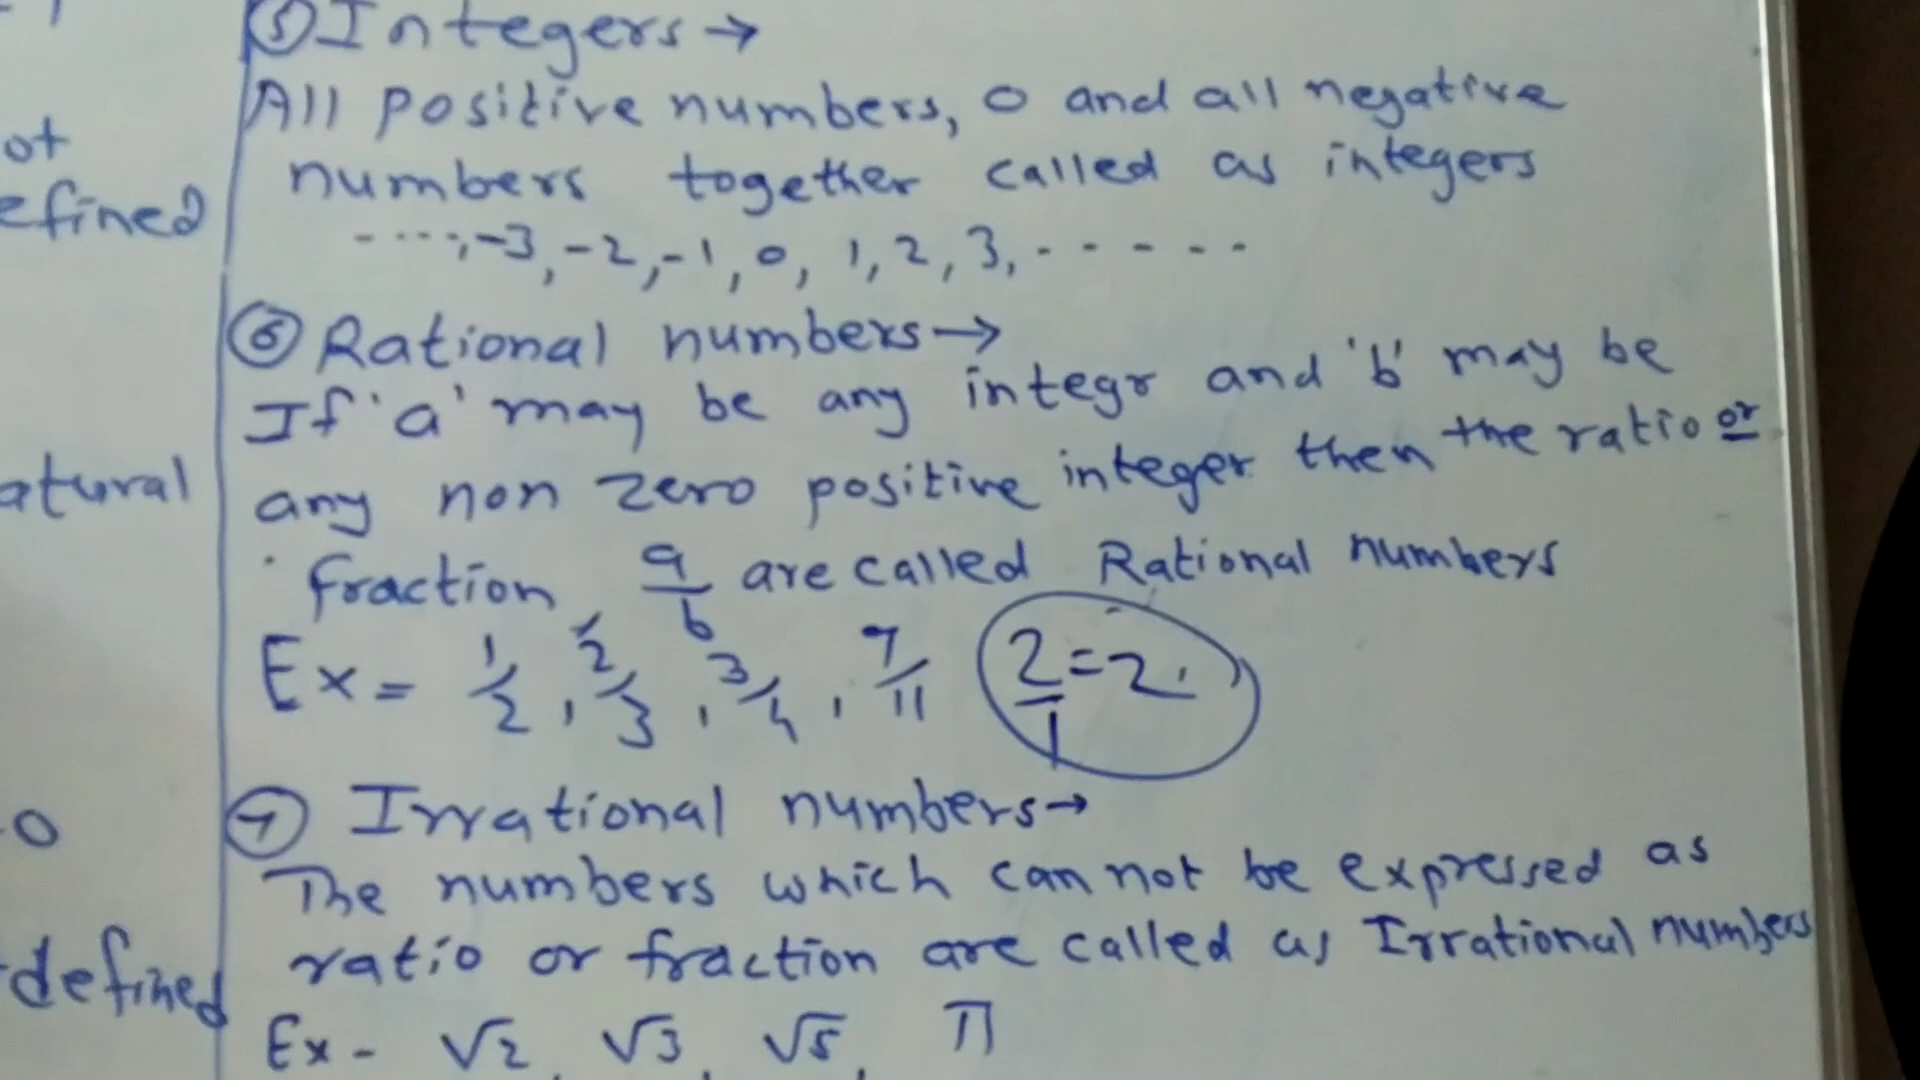 ot
efined
atural
0
defined
⑤ Integers →
All positive numbers, 0 and all negative
numbers together called as integers
- ····, -3, -2, -1, 0, 1, 2, 3, - - - - - -
⑥ Rational numbers →
If 'a' may be any integr and 'b' may be
any non zero positive integer then the ratio or
fraction a/b are called Rational numbers
Ex = 1/2, 2/3, 3/4, 7/11 2/1 = 2.
⑦ Irrational numbers →
The numbers which can not be expressed as
ratio or fraction are called as Irrational numbers
Ex - √2, √3, √5, π